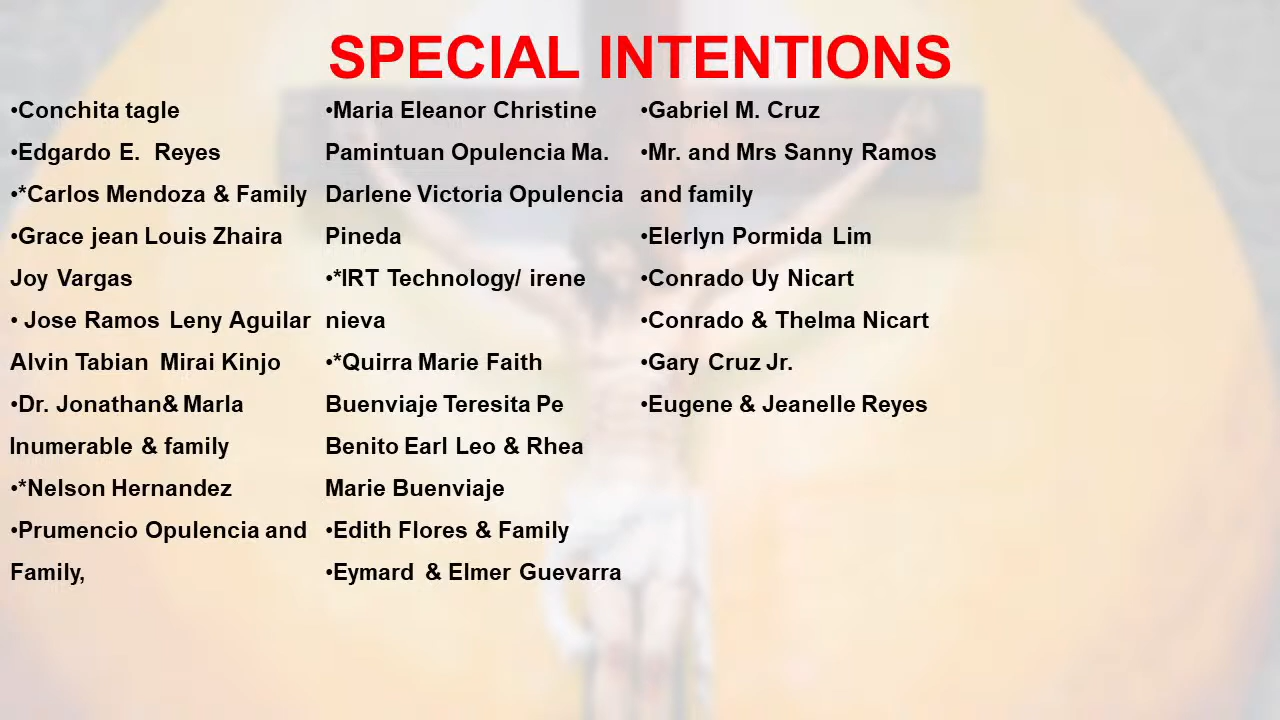 SPECIAL INTENTIONS
•Conchita tagle
•Edgardo E. Reyes
•*Carlos Mendoza & Family
•Grace jean Louis Zhaira
Joy Vargas
• Jose Ramos Leny Aguilar
Alvin Tabian Mirai Kinjo
•Dr. Jonathan& Marla
Inumerable & family
•*Nelson Hernandez
•Prumencio Opulencia and
Family,
•Maria Eleanor Christine
Pamintuan Opulencia Ma.
Darlene Victoria Opulencia
Pineda
•*IRT Technology/ irene
nieva
•*Quirra Marie Faith
Buenviaje Teresita Pe
Benito Earl Leo & Rhea
Marie Buenviaje
•Edith Flores & Family
•Eymard & Elmer Guevarra
•Gabriel M. Cruz
•Mr. and Mrs Sanny Ramos
and family
•Elerlyn Pormida Lim
•Conrado Uy Nicart
•Conrado & Thelma Nicart
•Gary Cruz Jr.
•Eugene & Jeanelle Reyes